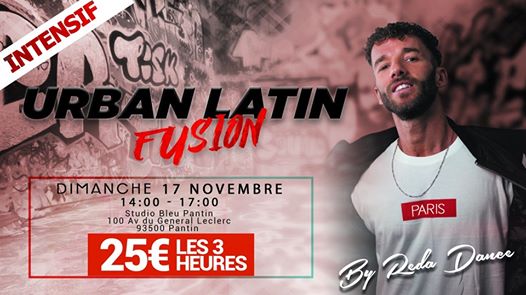 INTENSIF
TISK
URBAN LATIN
FUSION
DIMANCHE 17 NOVEMBRE
14:00 - 17:00
Studio Bleu Pantin
100 Av du General Leclerc
93500 Pantin
25€ LES 3
HEURES
PARIS
By Reda Dance